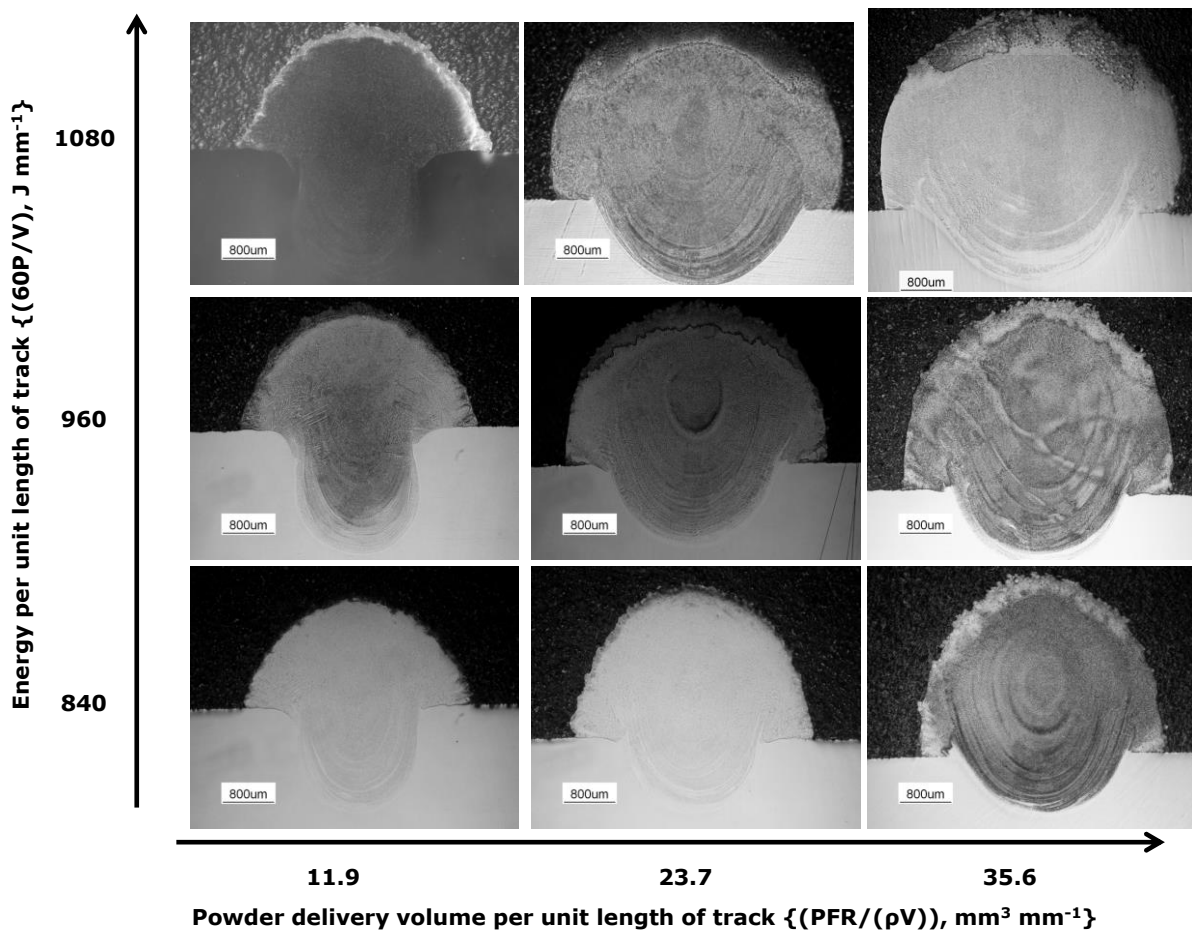 Energy per unit length of track {(60P/V), J mm⁻¹}
1080
800um
800um
800um
960
800um
800um
800um
840
800um
800um
800um
11.9
23.7
35.6
Powder delivery volume per unit length of track {(PFR/(ρV)), mm³ mm⁻¹}